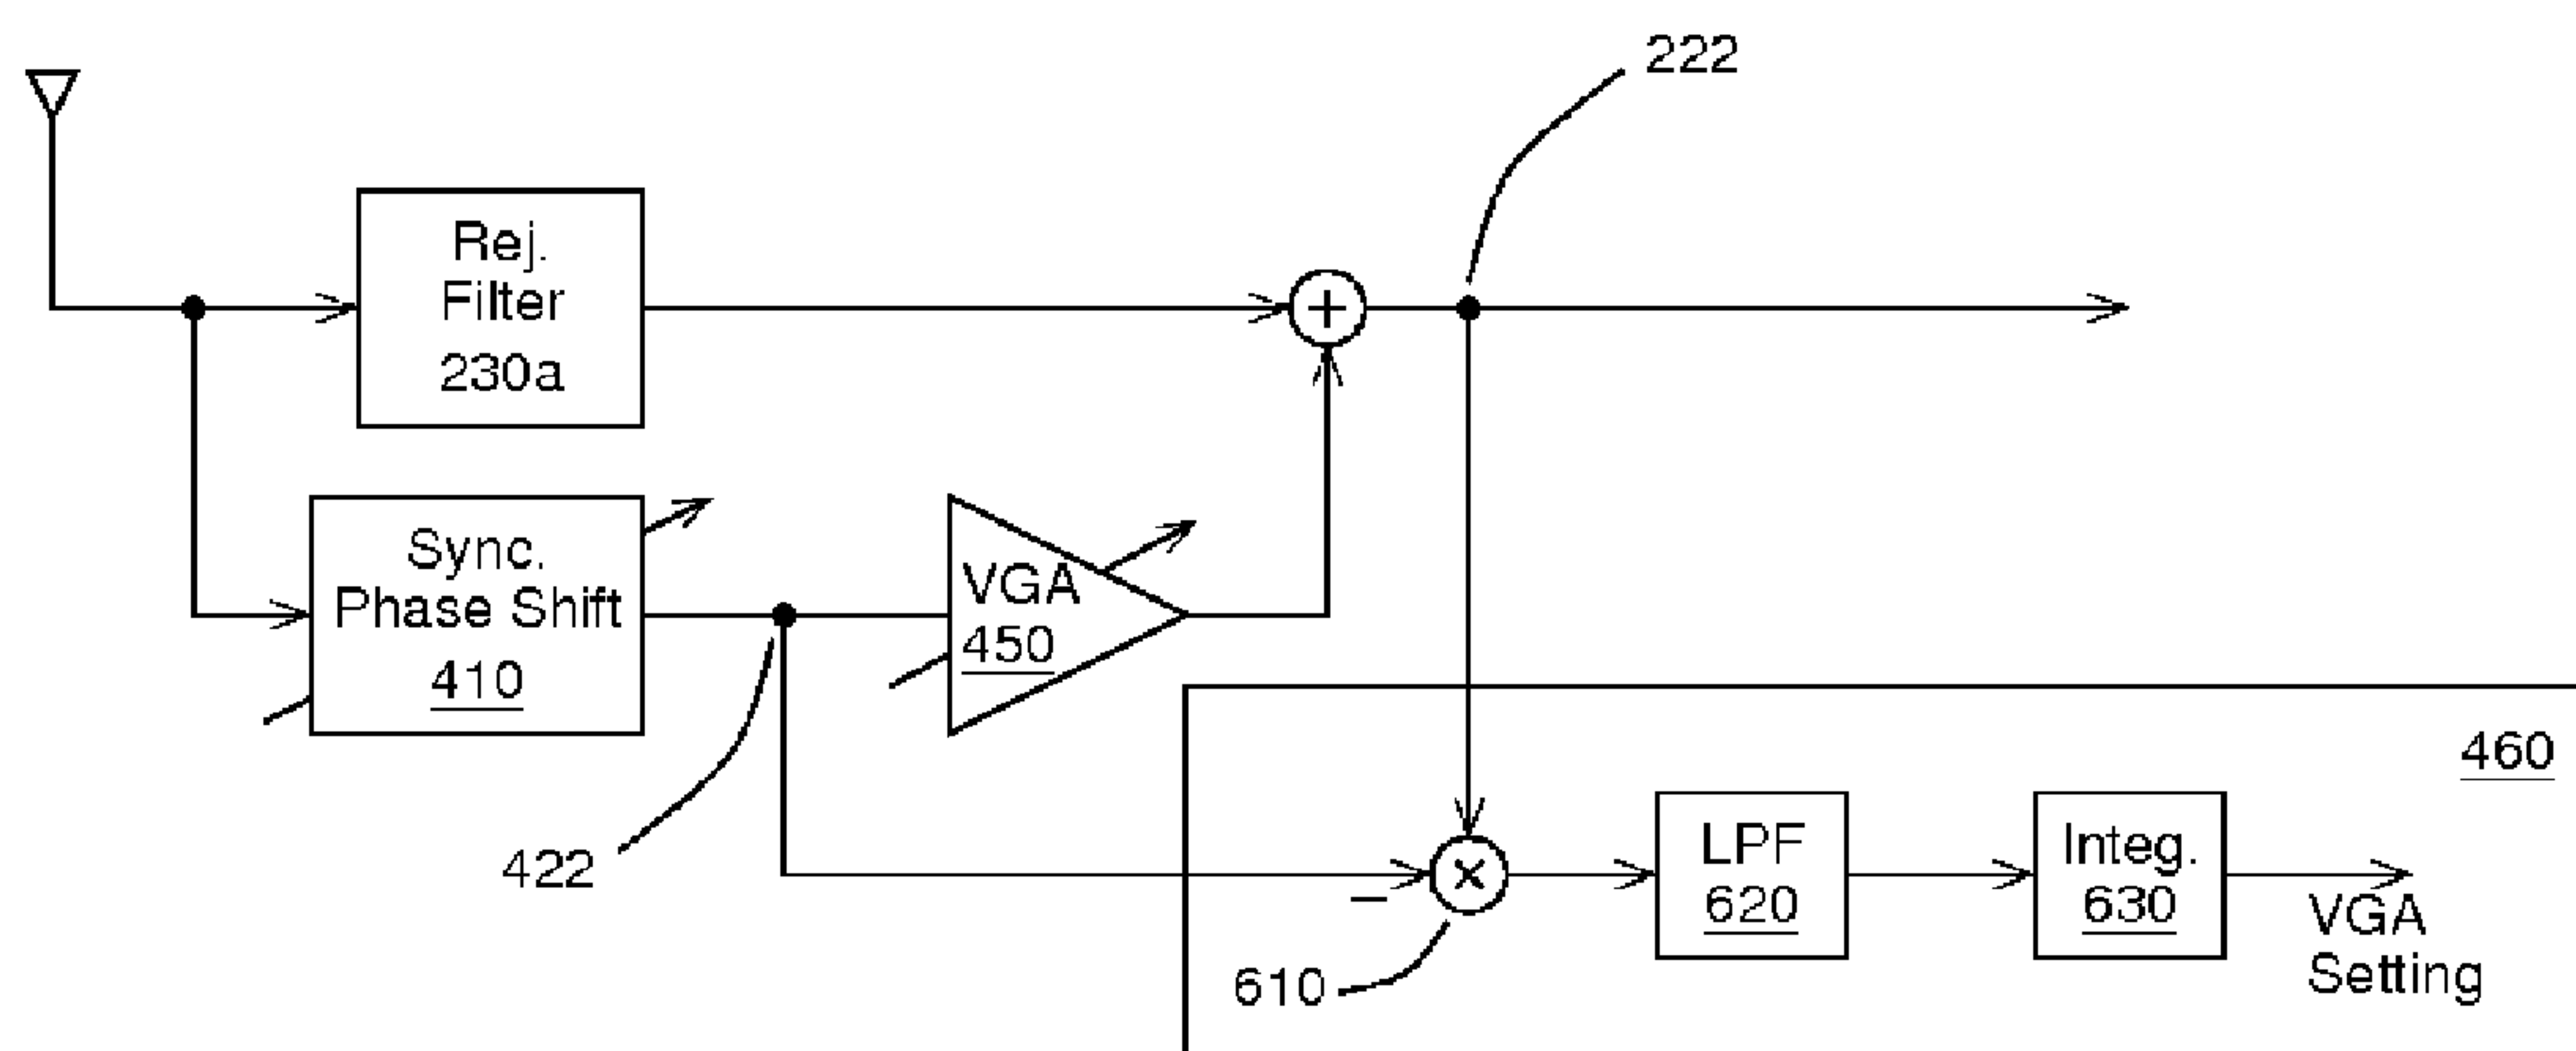 222
Rej.
Filter
230a
+
Sync.
Phase Shift
410
VGA
450
422
460
−
×
610
LPF
620
Integ.
630
VGA
Setting